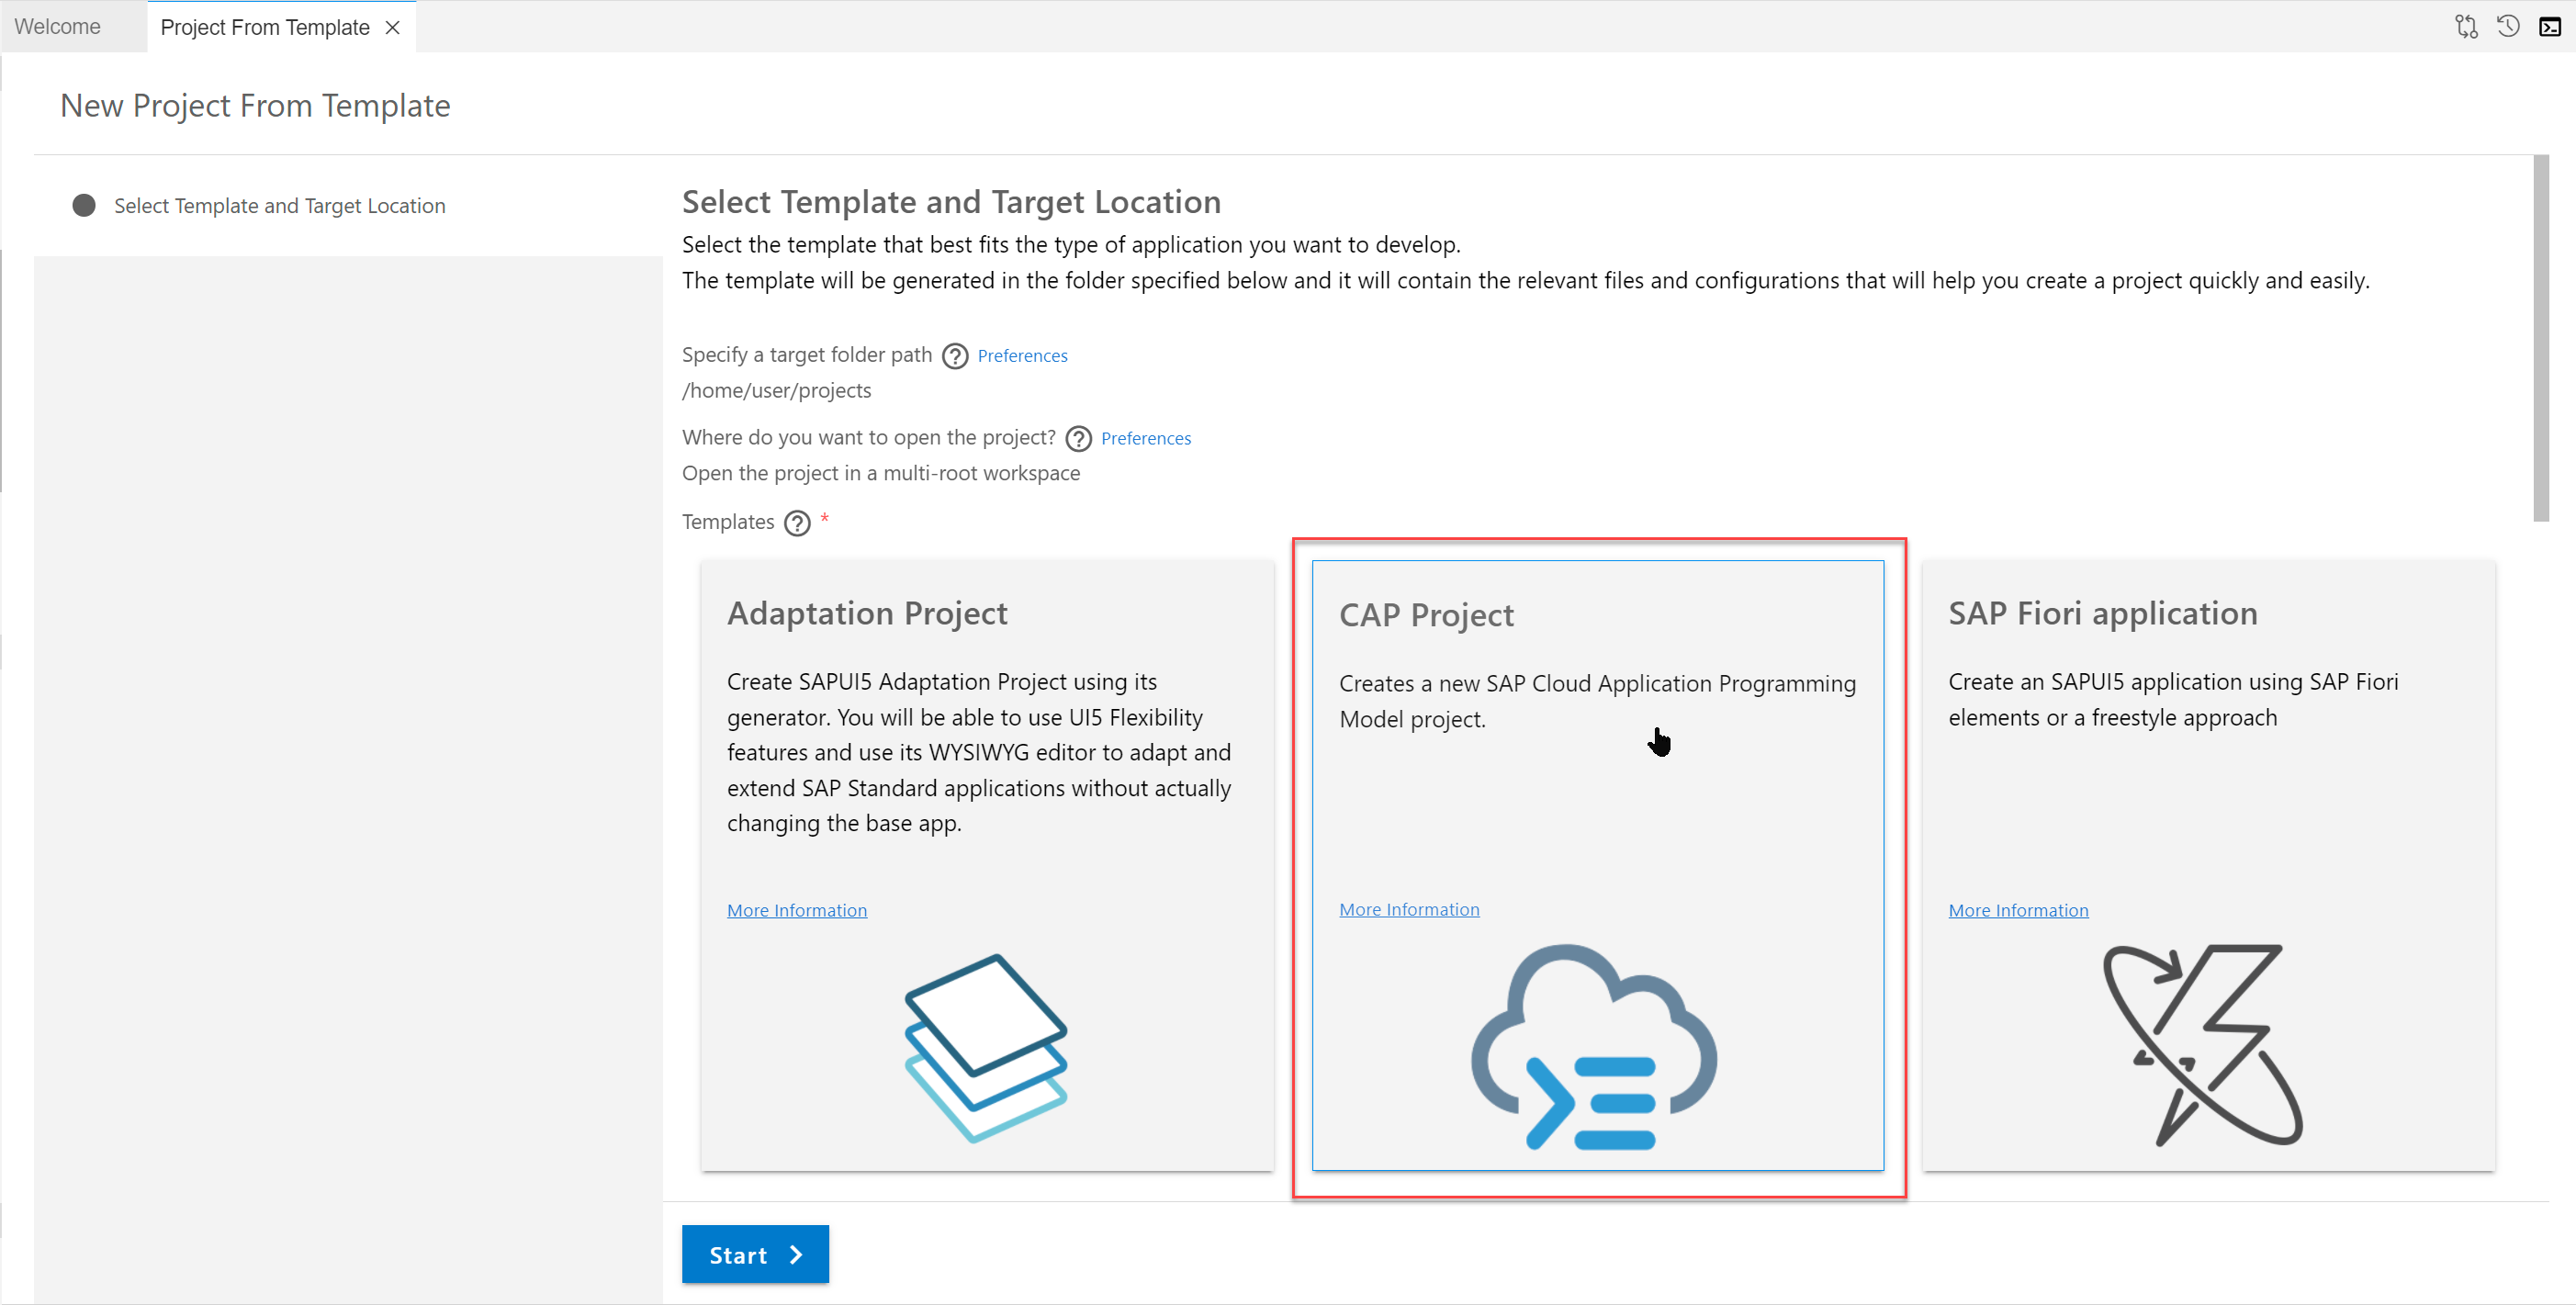 Welcome
Project From Template
New Project From Template
Select Template and Target Location
Select Template and Target Location
Select the template that best fits the type of application you want to develop.
The template will be generated in the folder specified below and it will contain the relevant files and configurations that will help you create a project quickly and easily.
Specify a target folder path Preferences
/home/user/projects
Where do you want to open the project? Preferences
Open the project in a multi-root workspace
Templates *
Adaptation Project
Create SAPUI5 Adaptation Project using its
generator. You will be able to use UI5 Flexibility
features and use its WYSIWYG editor to adapt and
extend SAP Standard applications without actually
changing the base app.
More Information
CAP Project
Creates a new SAP Cloud Application Programming
Model project.
More Information
SAP Fiori application
Create an SAPUI5 application using SAP Fiori
elements or a freestyle approach
More Information
Start